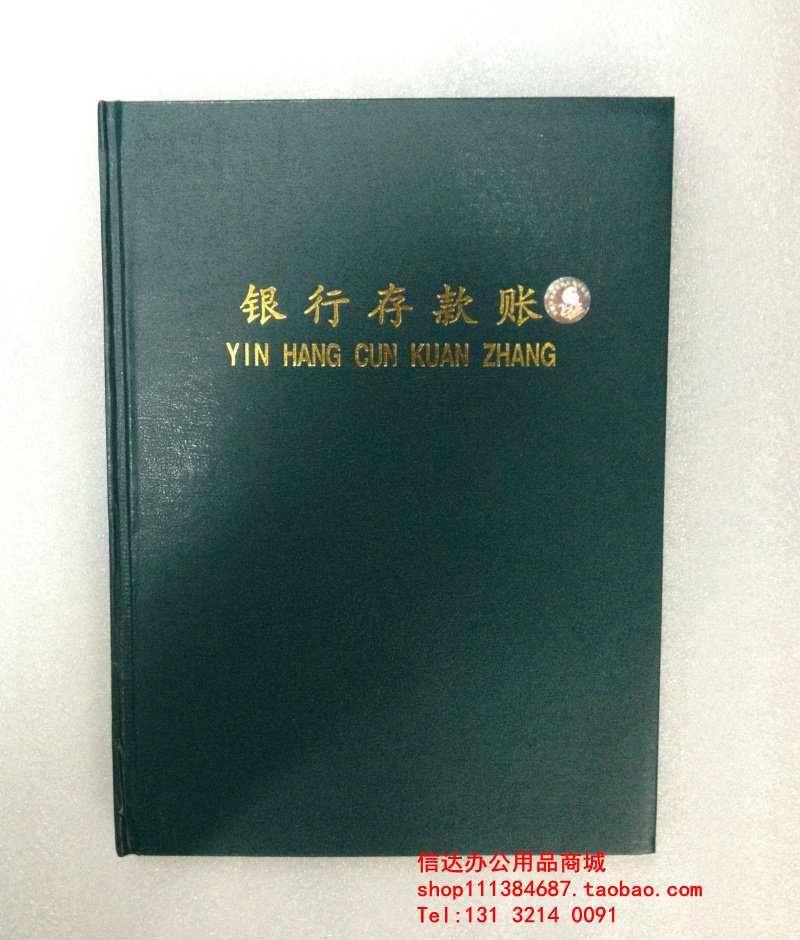 银行存款账
YIN HANG CUN KUAN ZHANG
信达办公用品商城
shop111384687.taobao.com
Tel:131 3214 0091